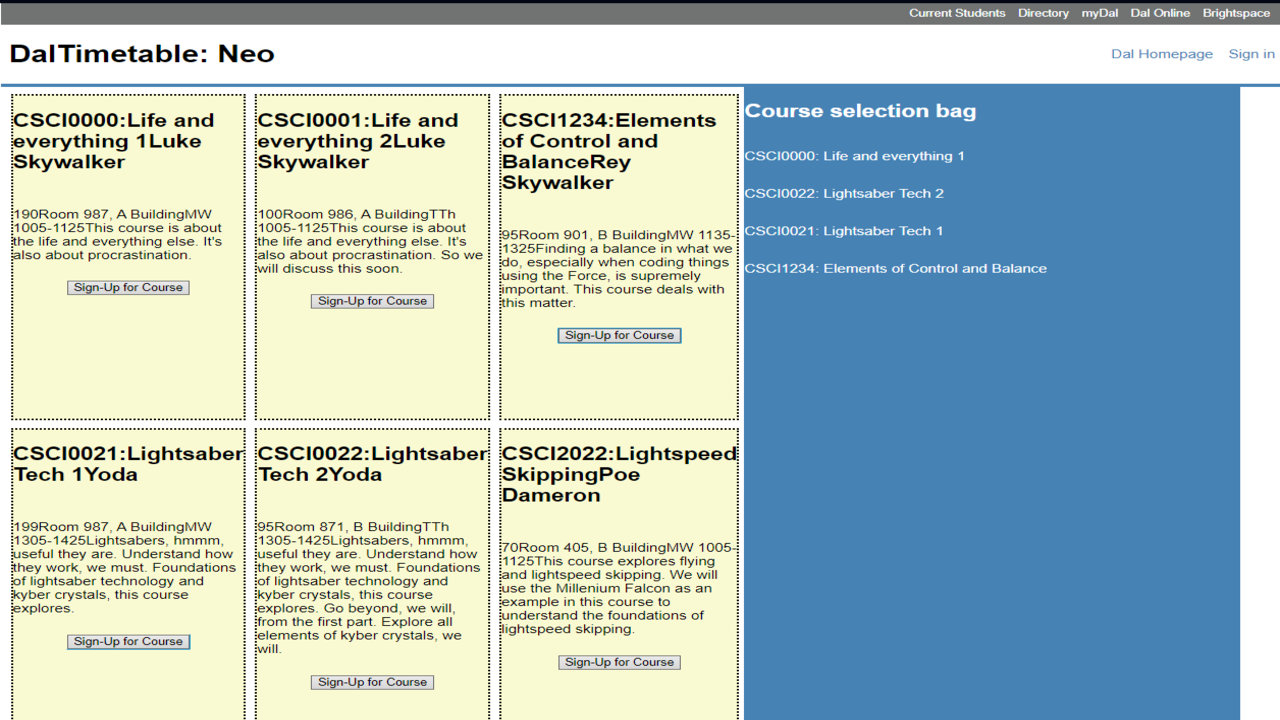 Current Students Directory myDal Dal Online Brightspace
DalTimetable: Neo
Dal Homepage Sign in
CSCI0000:Life and
everything 1Luke
Skywalker
190Room 987, A BuildingMW
1005-1125This course is about
the life and everything else. It's
also about procrastination.
Sign-Up for Course
CSCI0001:Life and
everything 2Luke
Skywalker
100Room 986, A BuildingTTh
1005-1125This course is about
the life and everything else. It's
also about procrastination. So we
will discuss this soon.
Sign-Up for Course
CSCI1234:Elements
of Control and
BalanceRey
Skywalker
95Room 901, B BuildingMW 1135-
1325Finding a balance in what we
do, especially when coding things
using the Force, is supremely
important. This course deals with
this matter.
Sign-Up for Course
CSCI0021:Lightsaber
Tech 1Yoda
199Room 987, A BuildingMW
1305-1425Lightsabers, hmmm,
useful they are. Understand how
they work, we must. Foundations
of lightsaber technology and
kyber crystals, this course
explores.
Sign-Up for Course
CSCI0022:Lightsaber
Tech 2Yoda
95Room 871, B BuildingTTh
1305-1425Lightsabers, hmmm,
useful they are. Understand how
they work, we must. Foundations
of lightsaber technology and
kyber crystals, this course
explores. Go beyond, we will,
from the first part. Explore all
elements of kyber crystals, we
will.
Sign-Up for Course
CSCI2022:Lightspeed
SkippingPoe
Dameron
70Room 405, B BuildingMW 1005-
1125This course explores flying
and lightspeed skipping. We will
use the Millenium Falcon as an
example in this course to
understand the foundations of
lightspeed skipping.
Sign-Up for Course
Course selection bag
CSCI0000: Life and everything 1
CSCI0022: Lightsaber Tech 2
CSCI0021: Lightsaber Tech 1
CSCI1234: Elements of Control and Balance